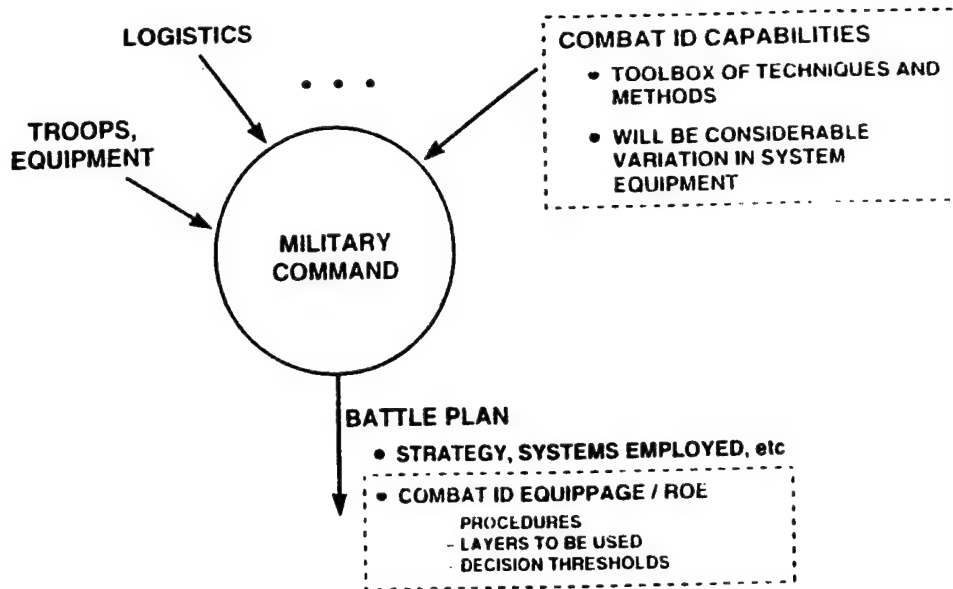 LOGISTICS
• • •
TROOPS,
EQUIPMENT
COMBAT ID CAPABILITIES
• TOOLBOX OF TECHNIQUES AND
METHODS
• WILL BE CONSIDERABLE
VARIATION IN SYSTEM
EQUIPMENT
MILITARY
COMMAND
BATTLE PLAN
• STRATEGY, SYSTEMS EMPLOYED, etc
• COMBAT ID EQUIPPAGE / ROE
PROCEDURES
- LAYERS TO BE USED
- DECISION THRESHOLDS